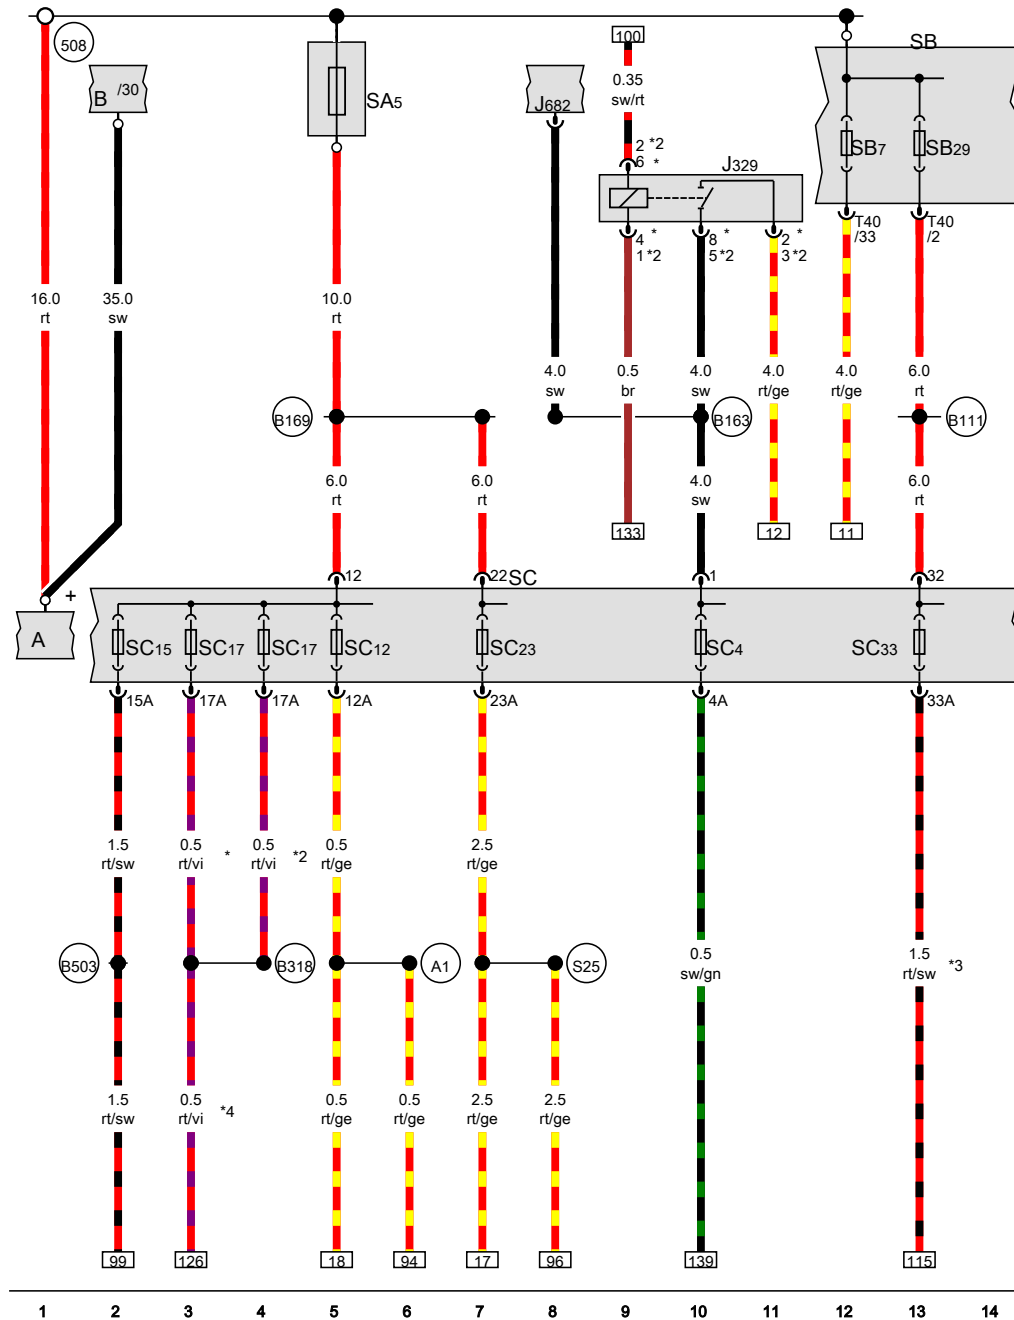 508
B /30
SA5
J682
100
0.35
sw/rt
2 *2
6 *
J329
SB
SB7
SB29
4 *
1*2
8 *
5*2
2 *
3*2
T40
/33
T40
/2
16.0
rt
35.0
sw
10.0
rt
4.0
sw
0.5
br
4.0
sw
4.0
rt/ge
4.0
rt/ge
6.0
rt
B169
B163
B111
6.0
rt
6.0
rt
4.0
sw
6.0
rt
133
12
11
12
22
SC
1
32
+
A
SC15
SC17
SC17
SC12
SC23
SC4
SC33
15A
17A
17A
12A
23A
4A
33A
1.5
rt/sw
0.5
rt/vi
*
0.5
rt/vi
*2
0.5
rt/ge
2.5
rt/ge
B503
B318
A1
S25
0.5
sw/gn
1.5
rt/sw
*3
1.5
rt/sw
0.5
rt/vi
*4
0.5
rt/ge
0.5
rt/ge
2.5
rt/ge
2.5
rt/ge
99
126
18
94
17
96
139
115
1 2 3 4 5 6 7 8 9 10 11 12 13 14